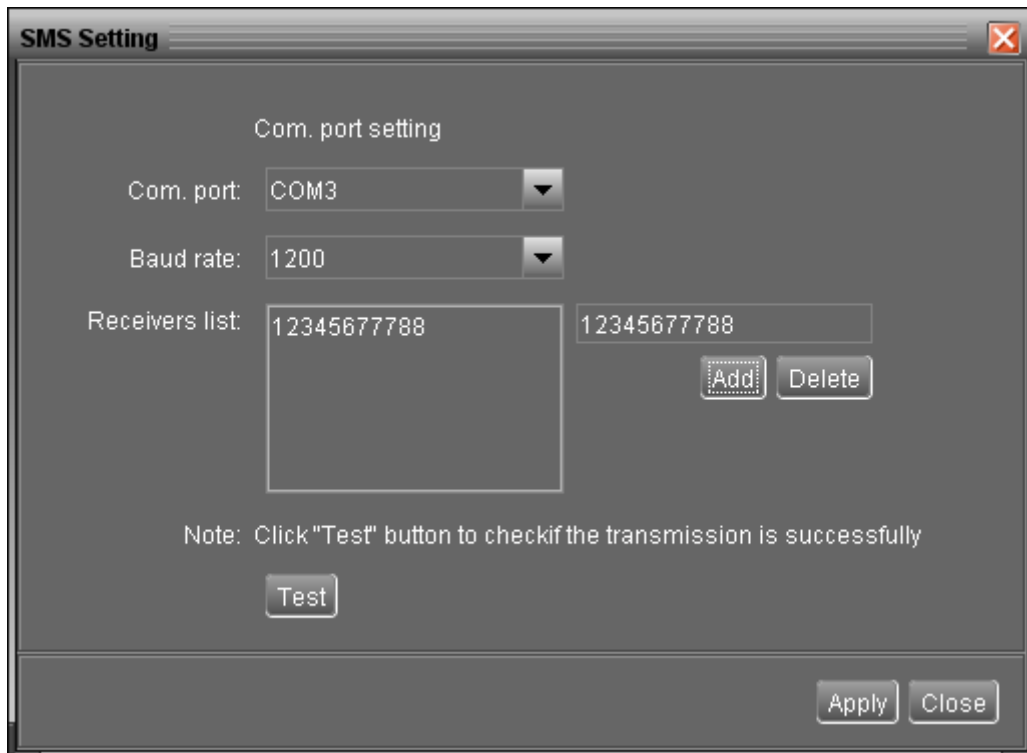 SMS Setting
Com. port setting
Com. port: COM3
Baud rate: 1200
Receivers list: 12345677788 12345677788
Add Delete
Note: Click "Test" button to checkif the transmission is successfully
Test
Apply Close